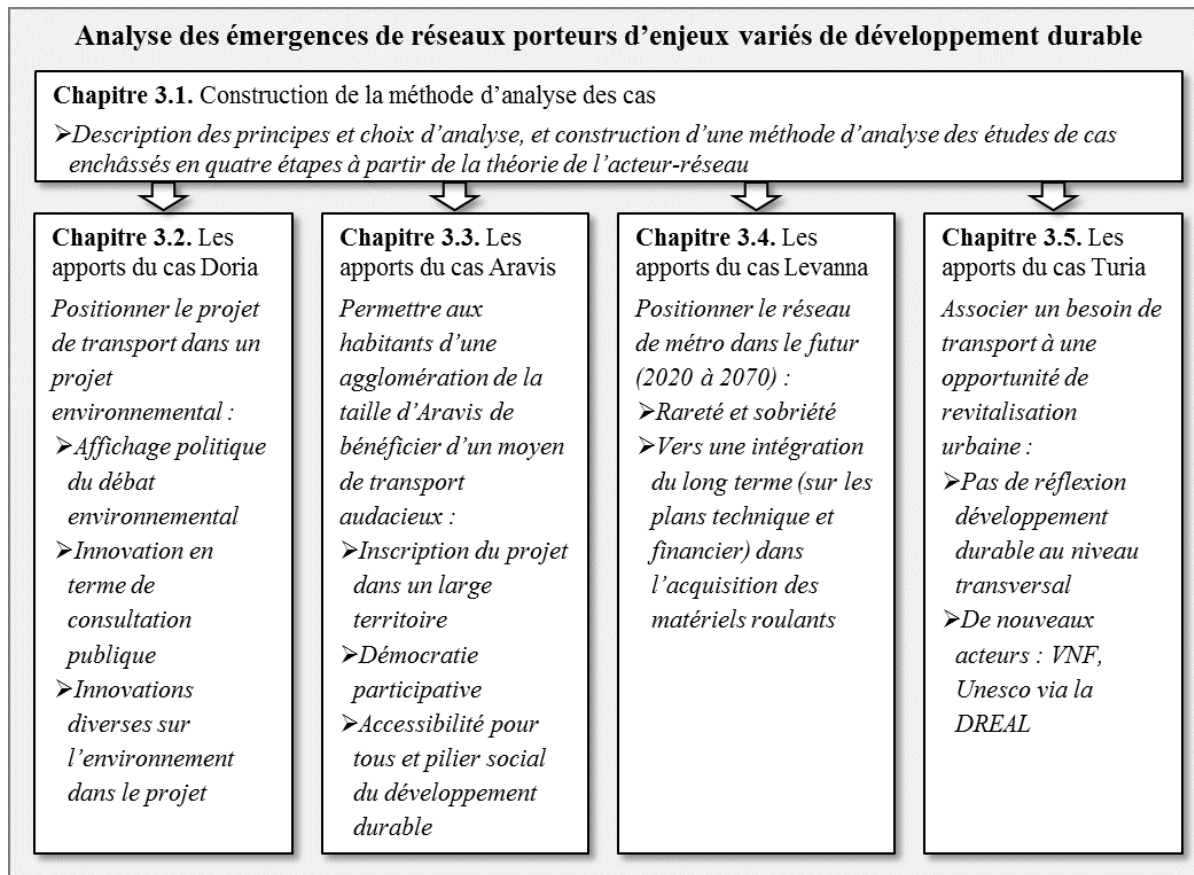 Analyse des émergences de réseaux porteurs d'enjeux variés de développement durable
Chapitre 3.1. Construction de la méthode d'analyse des cas
➢Description des principes et choix d'analyse, et construction d'une méthode d'analyse des études de cas
enchâssés en quatre étapes à partir de la théorie de l'acteur-réseau
Chapitre 3.2. Les
apports du cas Doria
Positionner le projet
de transport dans un
projet
environnemental :
➢Affichage politique
du débat
environnemental
➢Innovation en
terme de
consultation
publique
➢Innovations
diverses sur
l'environnement
dans le projet
Chapitre 3.3. Les
apports du cas Aravis
Permettre aux
habitants d'une
agglomération de la
taille d'Aravis de
bénéficier d'un moyen
de transport
audacieux :
➢Inscription du projet
dans un large
territoire
➢Démocratie
participative
➢Accessibilité pour
tous et pilier social
du développement
durable
Chapitre 3.4. Les
apports du cas Levanna
Positionner le réseau
de métro dans le futur
(2020 à 2070) :
➢Rareté et sobriété
➢Vers une intégration
du long terme (sur les
plans technique et
financier) dans
l'acquisition des
matériels roulants
Chapitre 3.5. Les
apports du cas Turia
Associer un besoin de
transport à une
opportunité de
revitalisation
urbaine :
➢Pas de réflexion
développement
durable au niveau
transversal
➢De nouveaux
acteurs : VNF,
Unesco via la
DREAL